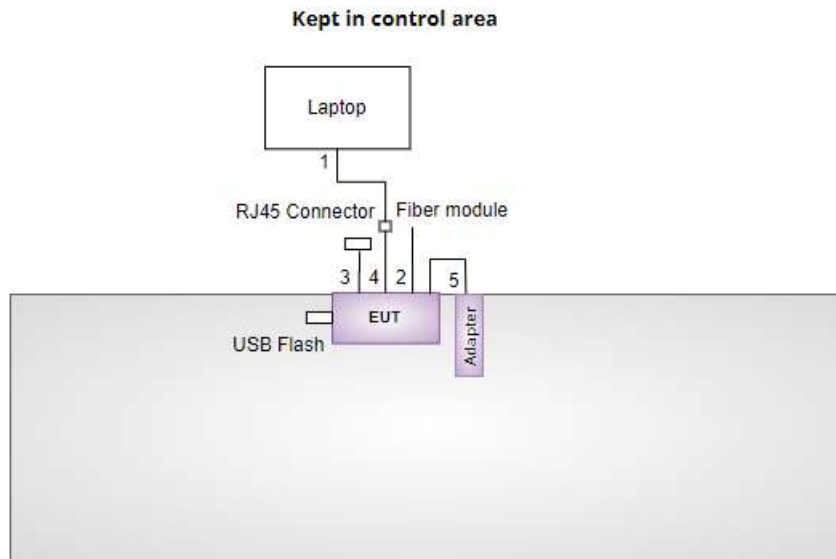 Kept in control area
Laptop
1
RJ45 Connector
Fiber module
3
4
2
5
EUT
Adapter
USB Flash